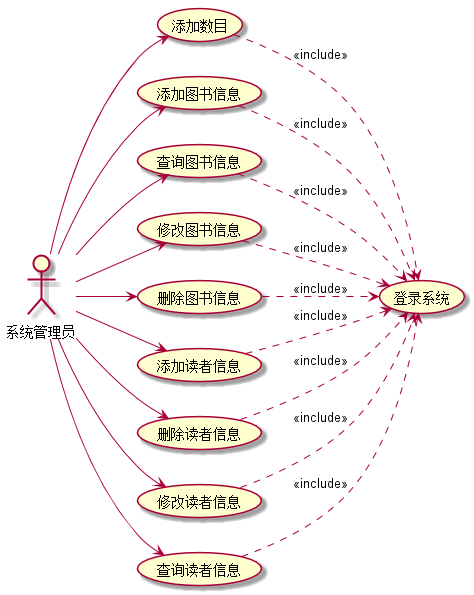 添加数目
«include»
添加图书信息
«include»
查询图书信息
«include»
修改图书信息
«include»
删除图书信息
«include»
登录系统
系统管理员
«include»
添加读者信息
«include»
删除读者信息
«include»
修改读者信息
«include»
查询读者信息